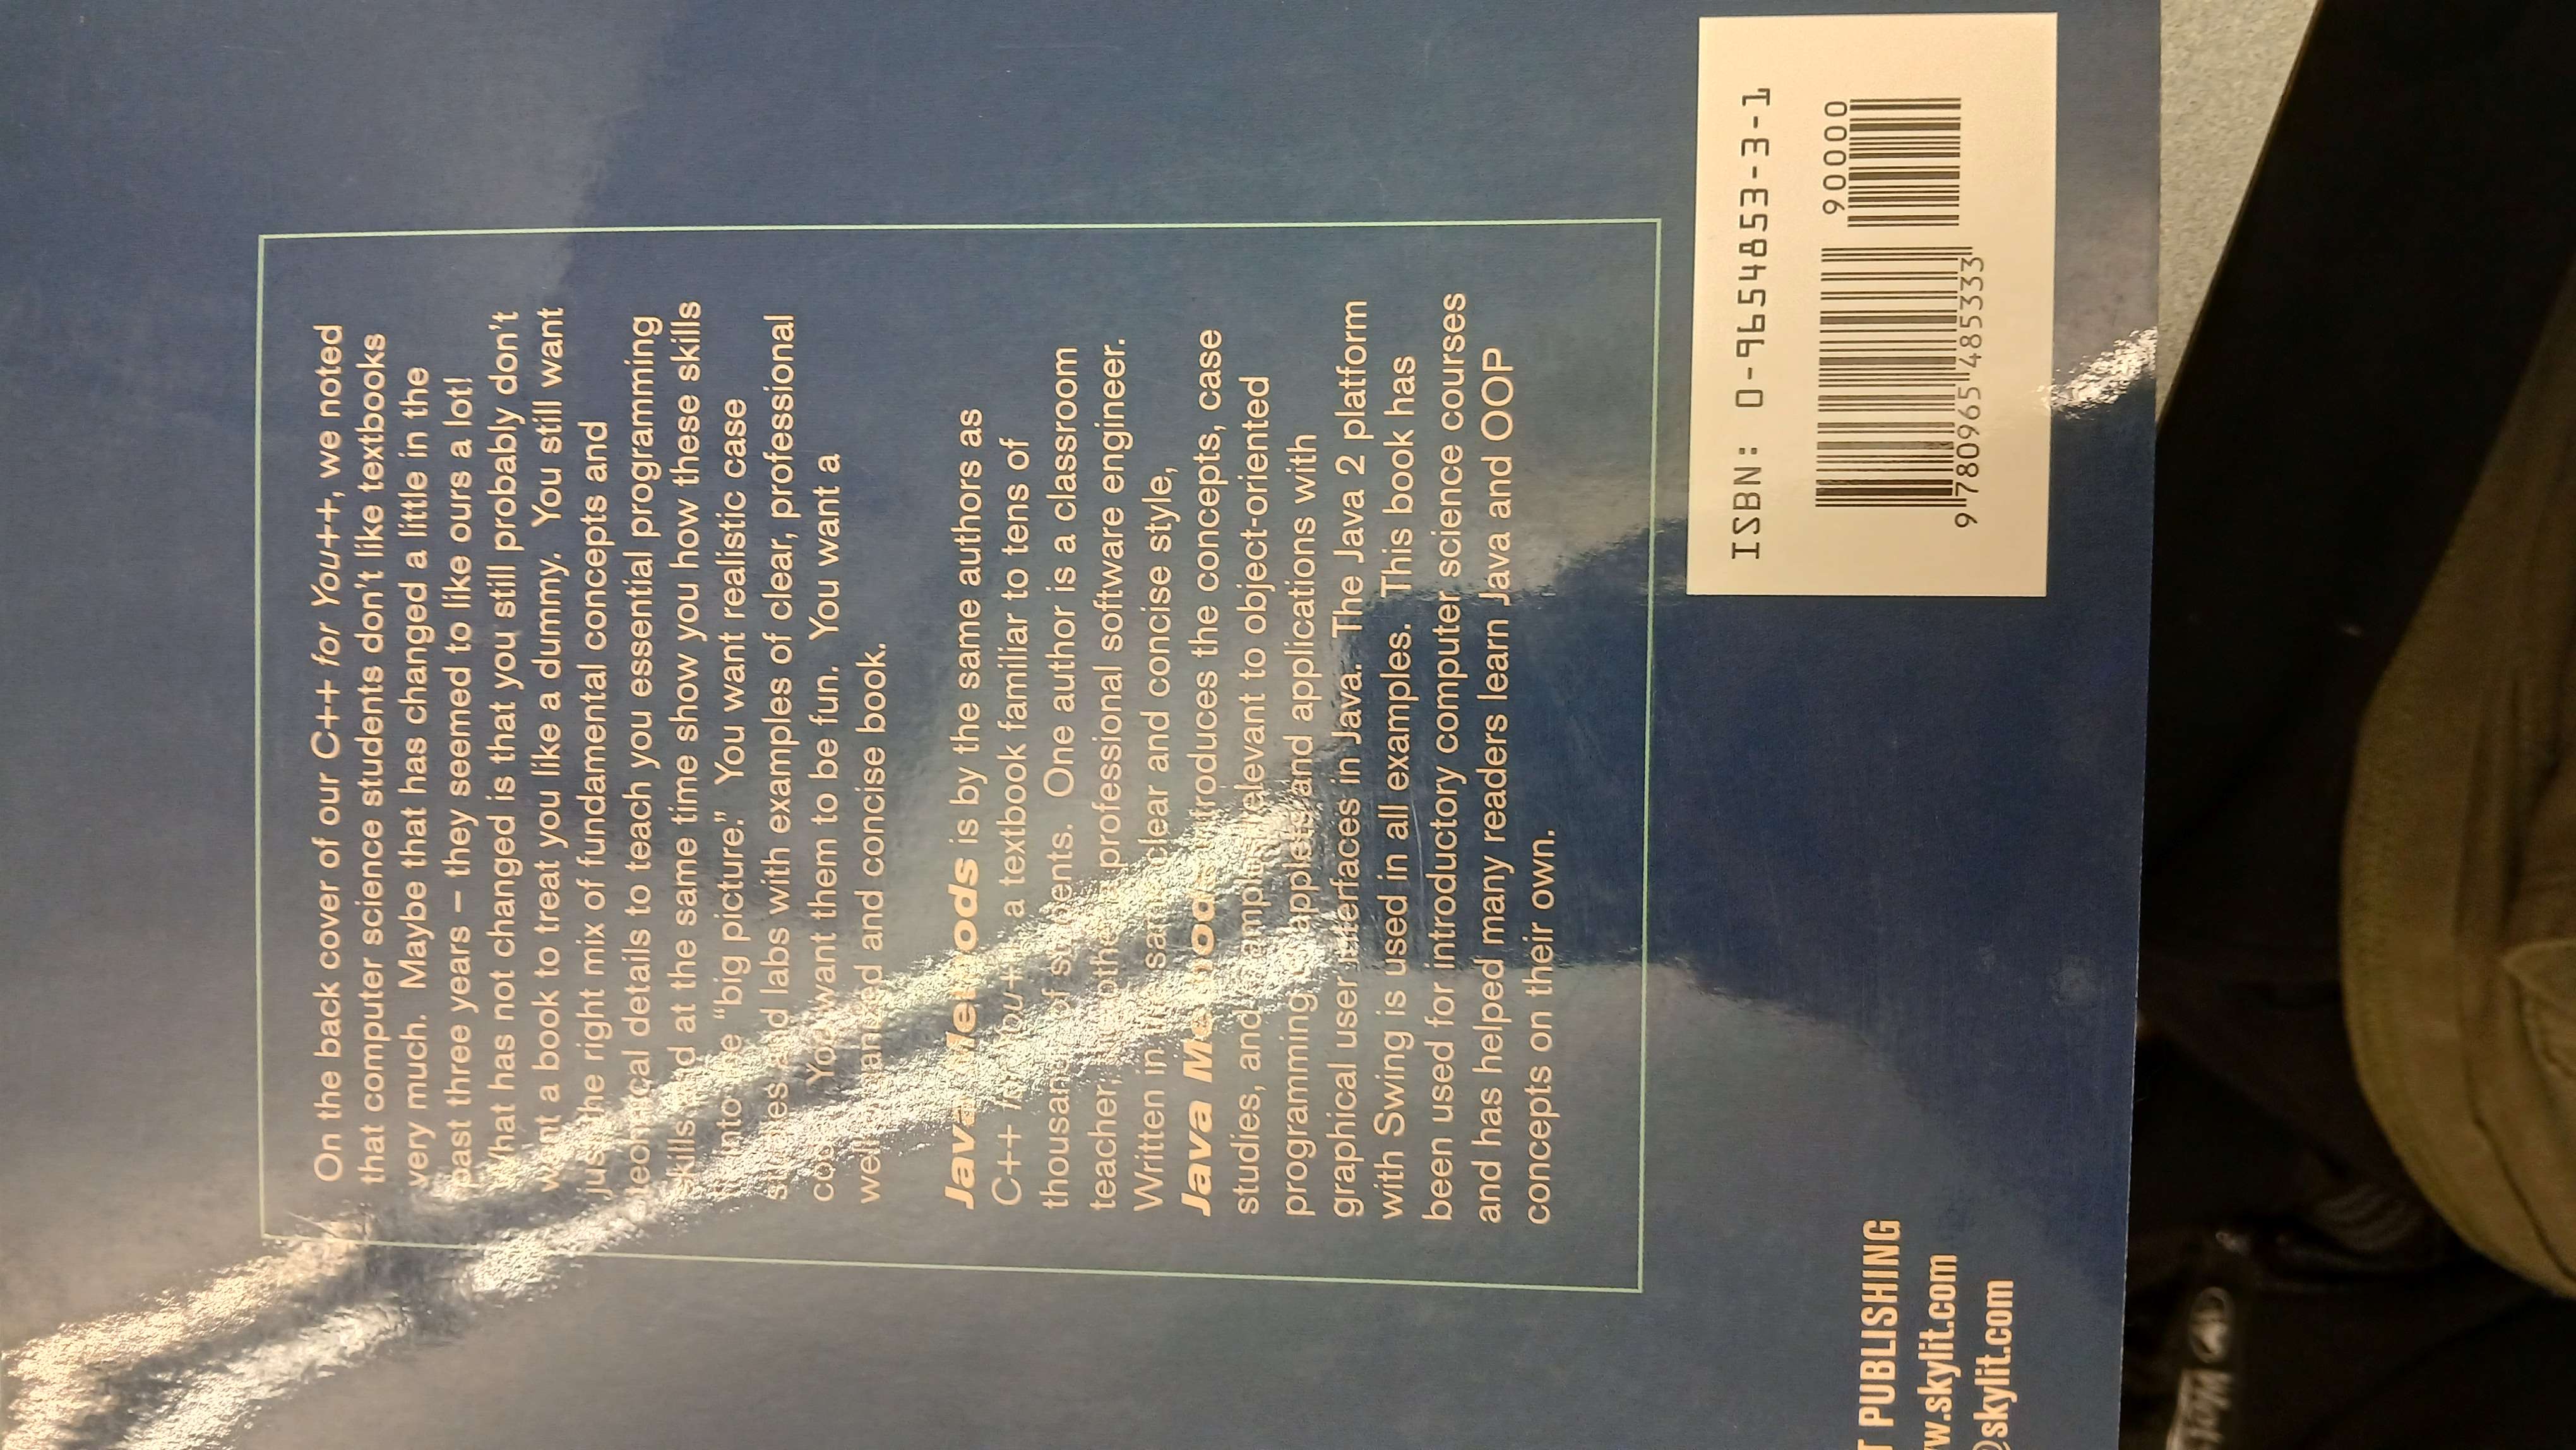 On the back cover of our C++ for You++, we noted
that computer science students don't like textbooks
very much. Maybe that has changed a little in the
past three years – they seemed to like ours a lot!
What has not changed is that you still probably don't
want a book to treat you like a dummy. You still want
just the right mix of fundamental concepts and
technical details to teach you essential programming
skills and at the same time show you how these skills
into the “big picture.” You want realistic case
studies and labs with examples of clear, professional
code. You want them to be fun. You want a
well-organized and concise book.
Java Methods is by the same authors as
C++ for You++, a textbook familiar to tens of
thousands of students. One author is a classroom
teacher, the other a professional software engineer.
Written in the same clear and concise style,
Java Methods introduces the concepts, case
studies, and examples relevant to object-oriented
programming applets and applications with
graphical user interfaces in Java. The Java 2 platform
with Swing is used in all examples. This book has
been used for introductory computer science courses
and has helped many readers learn Java and OOP
concepts on their own.
ISBN: 0-9654853-3-1
90000
9 780965 485333
T PUBLISHING
w.skylit.com
@skylit.com